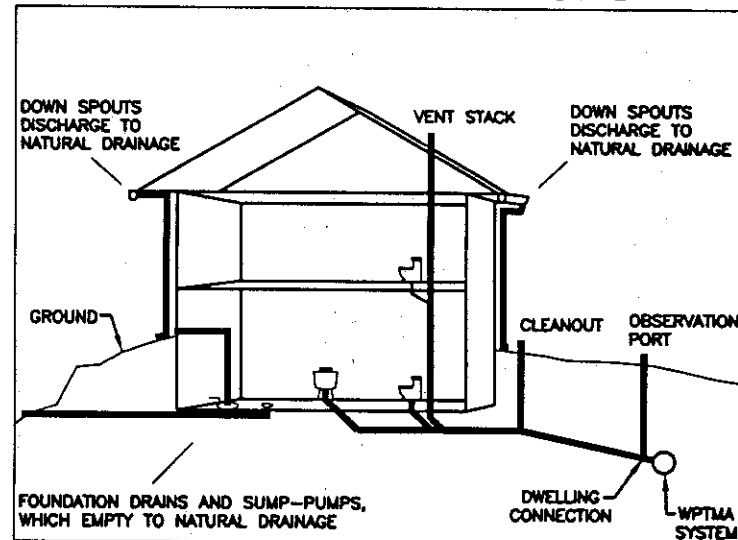 DOWN SPOUTS
DISCHARGE TO
NATURAL DRAINAGE
VENT STACK
DOWN SPOUTS
DISCHARGE TO
NATURAL DRAINAGE
GROUND
CLEANOUT
OBSERVATION
PORT
FOUNDATION DRAINS AND SUMP-PUMPS,
WHICH EMPTY TO NATURAL DRAINAGE
DWELLING
CONNECTION
WPTMA
SYSTEM